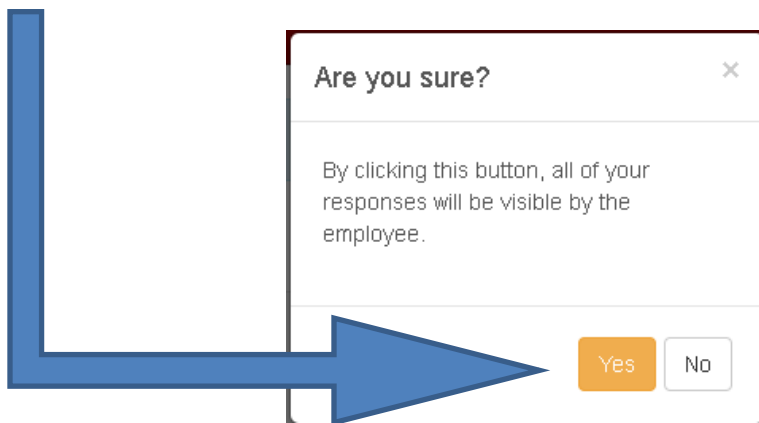 Are you sure? ×
By clicking this button, all of your
responses will be visible by the
employee.
Yes No